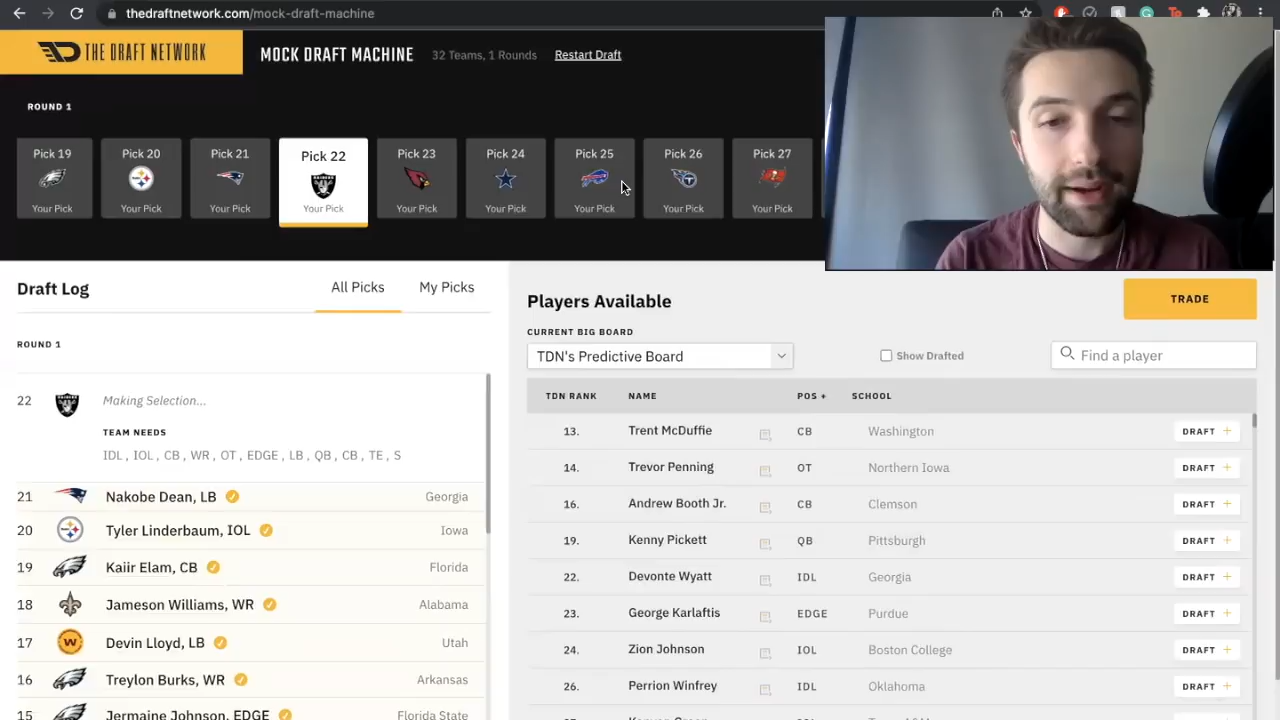 thedraftnetwork.com/mock-draft-machine
THE DRAFT NETWORK
MOCK DRAFT MACHINE
32 Teams, 1 Rounds
Restart Draft
ROUND 1
Pick 19
Your Pick
Pick 20
Your Pick
Pick 21
Your Pick
Pick 22
Your Pick
Pick 23
Your Pick
Pick 24
Your Pick
Pick 25
Your Pick
Pick 26
Your Pick
Pick 27
Your Pick
Draft Log
All Picks
My Picks
ROUND 1
22 Making Selection...
TEAM NEEDS
IDL , IOL , CB , WR , OT , EDGE , LB , QB , CB , TE , S
21 Nakobe Dean, LB Georgia
20 Tyler Linderbaum, IOL Iowa
19 Kaiir Elam, CB Florida
18 Jameson Williams, WR Alabama
17 Devin Lloyd, LB Utah
16 Treylon Burks, WR Arkansas
15 Jermaine Johnson, EDGE Florida State
Players Available
TRADE
CURRENT BIG BOARD
TDN's Predictive Board
Show Drafted
Find a player
TDN RANK NAME POS + SCHOOL
13. Trent McDuffie CB Washington DRAFT +
14. Trevor Penning OT Northern Iowa DRAFT +
16. Andrew Booth Jr. CB Clemson DRAFT +
19. Kenny Pickett QB Pittsburgh DRAFT +
22. Devonte Wyatt IDL Georgia DRAFT +
23. George Karlaftis EDGE Purdue DRAFT +
24. Zion Johnson IOL Boston College DRAFT +
26. Perrion Winfrey IDL Oklahoma DRAFT +